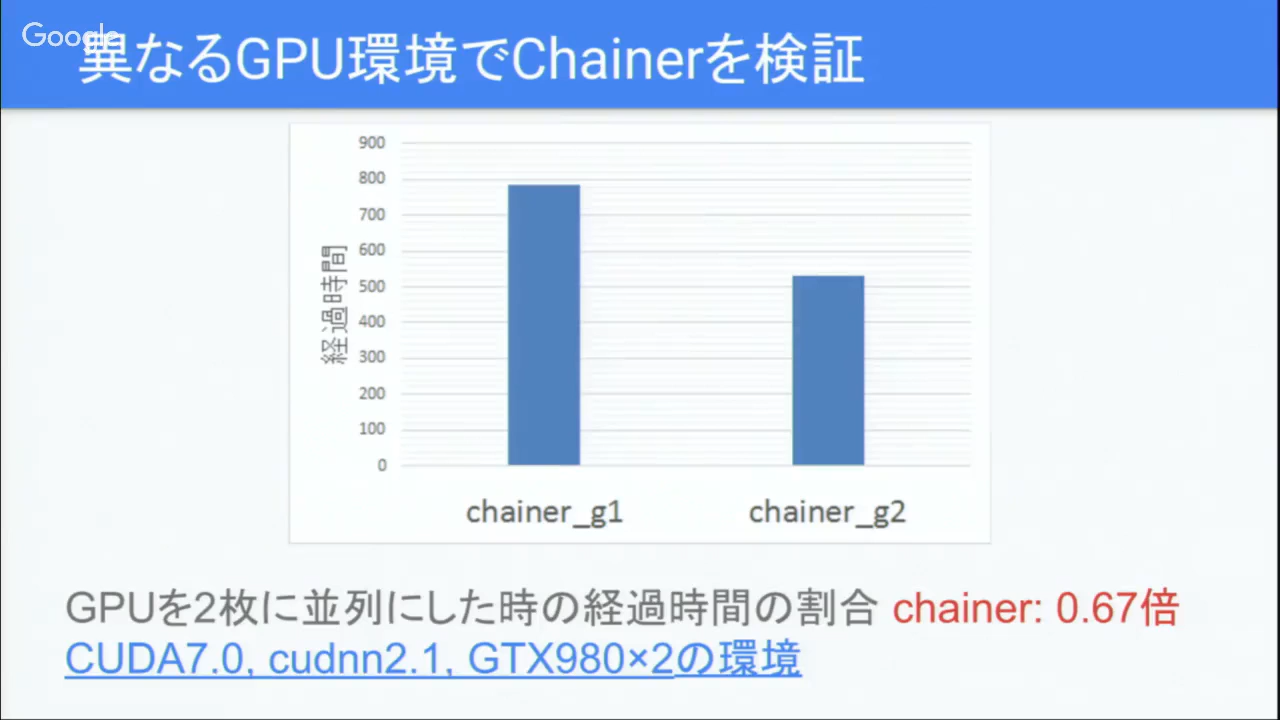 Google
異なるGPU環境でChainerを検証
900
800
700
600
500
400
300
200
100
0
経過時間
chainer_g1 chainer_g2
GPUを2枚に並列にした時の経過時間の割合 chainer: 0.67倍
CUDA7.0, cudnn2.1, GTX980×2の環境